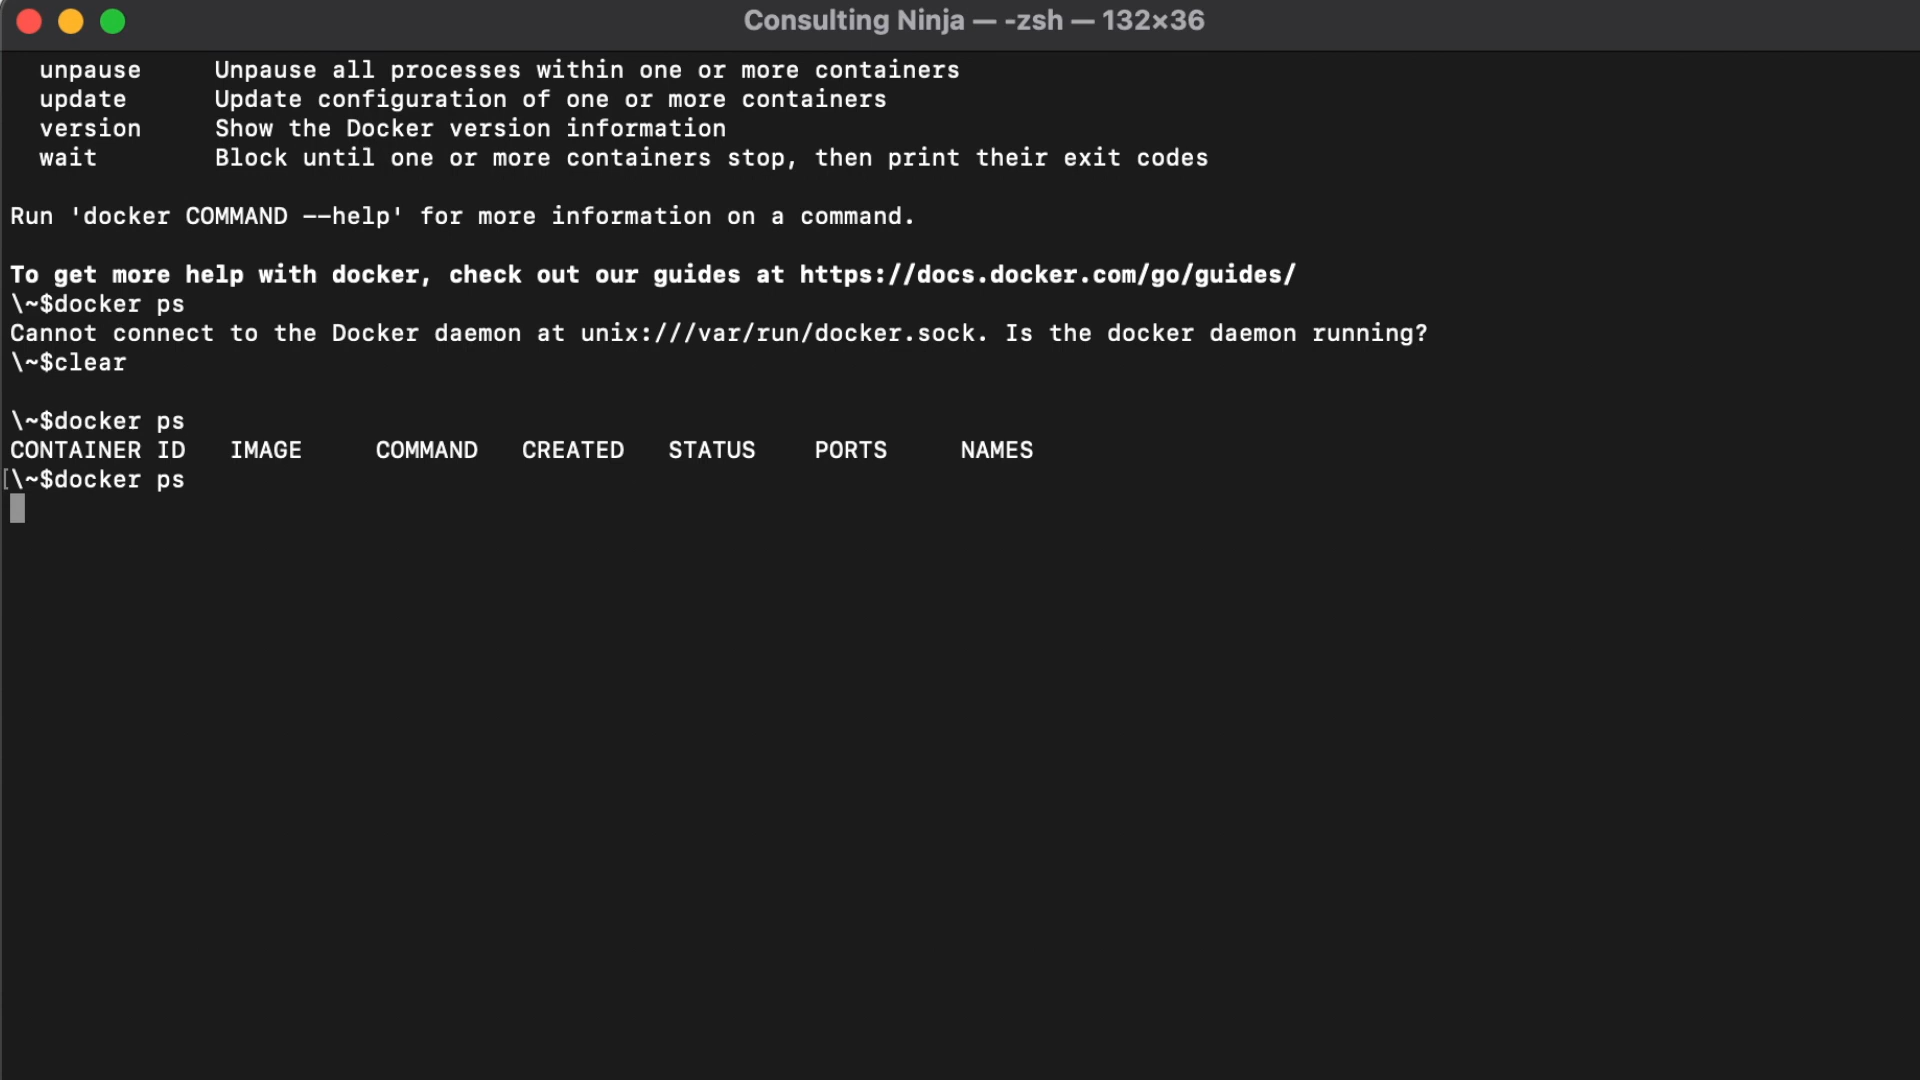 Consulting Ninja — -zsh — 132×36
unpause     Unpause all processes within one or more containers
update      Update configuration of one or more containers
version     Show the Docker version information
wait        Block until one or more containers stop, then print their exit codes
Run 'docker COMMAND --help' for more information on a command.
To get more help with docker, check out our guides at https://docs.docker.com/go/guides/
\~$docker ps
Cannot connect to the Docker daemon at unix:///var/run/docker.sock. Is the docker daemon running?
\~$clear
\~$docker ps
CONTAINER ID   IMAGE     COMMAND   CREATED   STATUS    PORTS     NAMES
[\~$docker ps